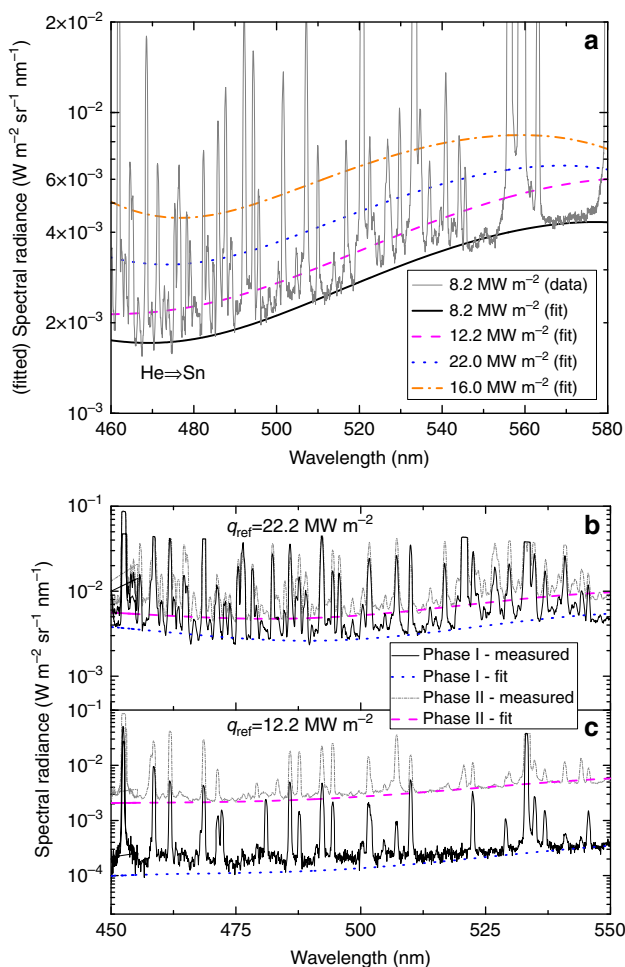 a
2×10⁻²
10⁻²
6×10⁻³
4×10⁻³
2×10⁻³
10⁻³
(fitted) Spectral radiance (W m⁻² sr⁻¹ nm⁻¹)
He⇒Sn
8.2 MW m⁻² (data)
8.2 MW m⁻² (fit)
12.2 MW m⁻² (fit)
22.0 MW m⁻² (fit)
16.0 MW m⁻² (fit)
460 480 500 520 540 560 580
Wavelength (nm)
b
q_ref=22.2 MW m⁻²
10⁻¹
10⁻²
10⁻³
Phase I - measured
Phase I - fit
Phase II - measured
Phase II - fit
c
q_ref=12.2 MW m⁻²
10⁻²
10⁻³
10⁻⁴
Spectral radiance (W m⁻² sr⁻¹ nm⁻¹)
450 475 500 525 550
Wavelength (nm)